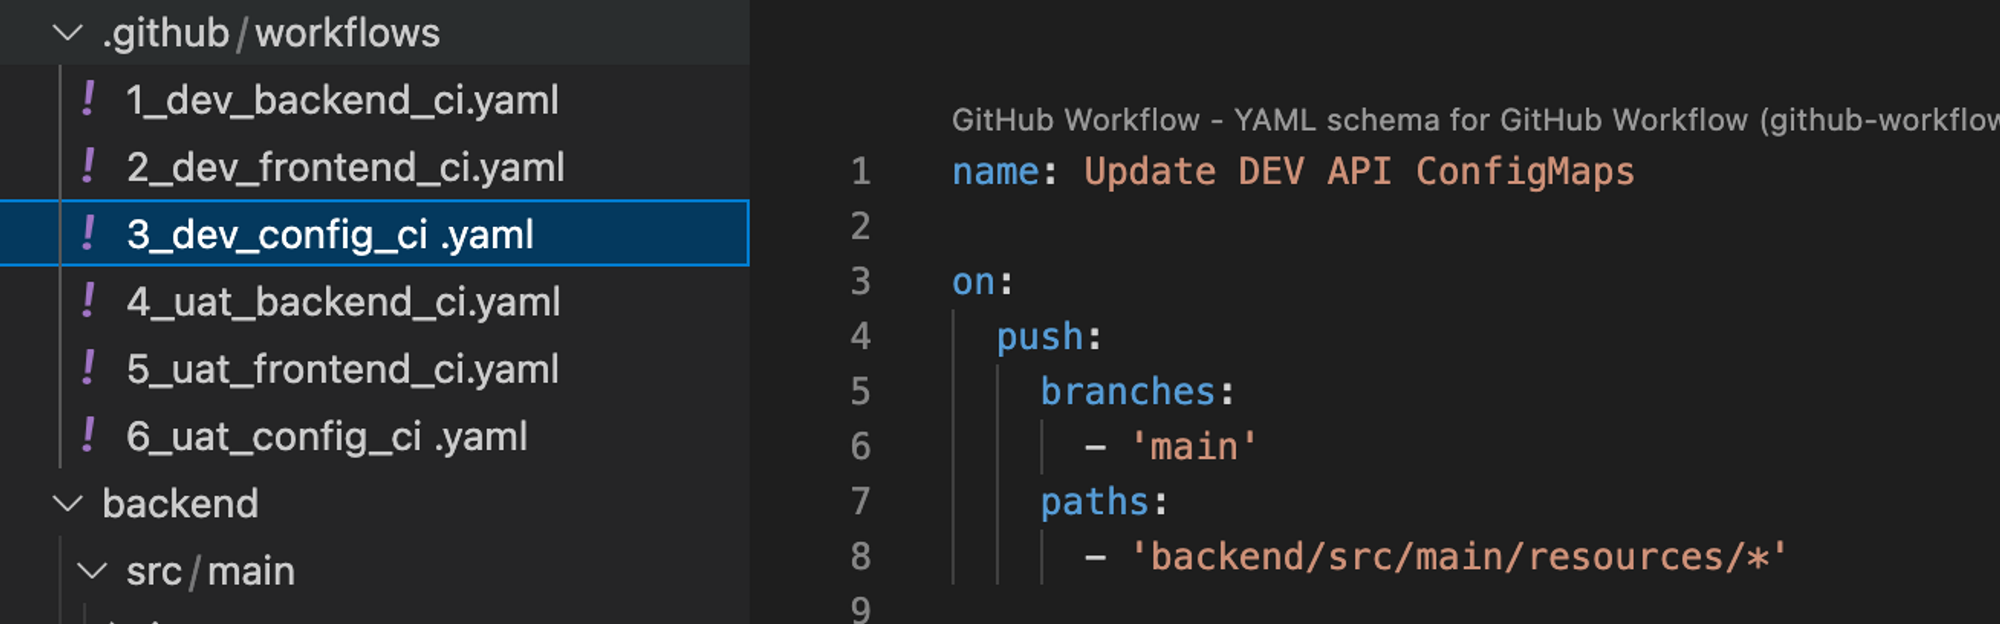 .github/workflows
! 1_dev_backend_ci.yaml
! 2_dev_frontend_ci.yaml
! 3_dev_config_ci .yaml
! 4_uat_backend_ci.yaml
! 5_uat_frontend_ci.yaml
! 6_uat_config_ci .yaml
backend
src/main
GitHub Workflow - YAML schema for GitHub Workflow (github-workflow
1 name: Update DEV API ConfigMaps
2
3 on:
4 push:
5 branches:
6 - 'main'
7 paths:
8 - 'backend/src/main/resources/*'
9